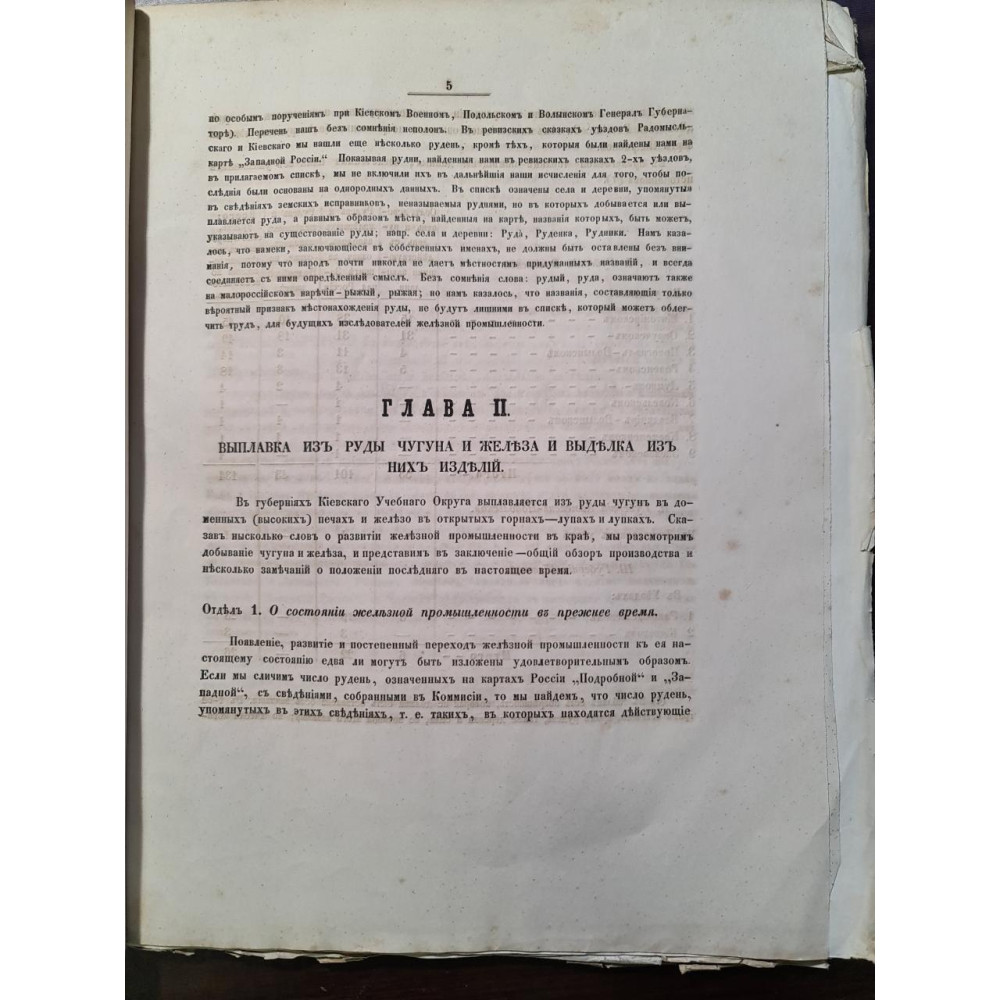 5
по особымъ порученіямъ при Кіевскомъ Военномъ, Подольскомъ и Волынскомъ Генералъ Губерна-
торѣ). Перечень нашъ безъ сомнѣнія неполонъ. Въ ревизскихъ сказкахъ уѣздовъ Радомысль-
скаго и Кіевскаго мы нашли еще нѣсколько рудень, кромѣ тѣхъ, которыя были найдены нами на
картѣ „Западной Россіи.“ Показывая рудни, найденныя нами въ ревизскихъ сказкахъ 2-хъ уѣздовъ,
въ прилагаемомъ спискѣ, мы не включили ихъ въ дальнѣйшія наши исчисленія для того, чтобы по-
слѣднія были основаны на однородныхъ данныхъ. Въ спискѣ означены села и деревни, упомянутыя
въ свѣдѣніяхъ земскихъ исправниковъ, неназываемыя руднями, но въ которыхъ добывается или вы-
плавляется руда, а равнымъ образомъ мѣста, найденныя на картѣ, названія которыхъ, быть можетъ,
указываютъ на существованіе руды; напр. села и деревни: Руда, Руденка, Руднянки. Намъ каза-
лось, что намеки, заключающіеся въ собственныхъ именахъ, не должны быть оставлены безъ вни-
манія, потому что народъ почти никогда не даетъ мѣстностямъ придуманныхъ названій, и всегда
соединяетъ съ ними опредѣленный смыслъ. Безъ сомнѣнія слова: рудый, руда, означаютъ также
на малороссійскомъ нарѣчіи—рыжый, рыжая; но намъ казалось, что названія, составляющія только
вѣроятный признакъ мѣстонахожденія руды, не будутъ лишними въ спискѣ, который можетъ облег-
чить трудъ, для будущихъ изслѣдователей желѣзной промышленности.
ГЛАВА II.
ВЫПЛАВКА ИЗЪ РУДЫ ЧУГУНА И ЖЕЛѢЗА И ВЫДѢЛКА ИЗЪ
НИХЪ ИЗДѢЛІЙ.
Въ губерніяхъ Кіевскаго Учебнаго Округа выплавляется изъ руды чугунъ въ до-
менныхъ (высокихъ) печахъ и желѣзо въ открытыхъ горнахъ—лупахъ и лупкахъ. Ска-
завъ нысколько словъ о развитіи желѣзной промышленности въ краѣ, мы разсмотримъ
добываніе чугуна и желѣза, и представимъ въ заключеніе—общій обзоръ производства и
нѣсколько замѣчаній о положеніи послѣдняго въ настоящее время.
Отдѣлъ 1. О состояніи желѣзной промышленности въ прежнее время.
Появленіе, развитіе и постепенный переходъ желѣзной промышленности къ ея на-
стоящему состоянію едва ли могутъ быть изложены удовлетворительнымъ образомъ.
Если мы сличимъ число рудень, означенныхъ на картахъ Россіи „Подробной“ и „За-
падной“, съ свѣдѣніями, собранными въ Коммисіи, то мы найдемъ, что число рудень,
упомянутыхъ въ этихъ свѣдѣніяхъ, т. е. такихъ, въ которыхъ находятся дѣйствующіе